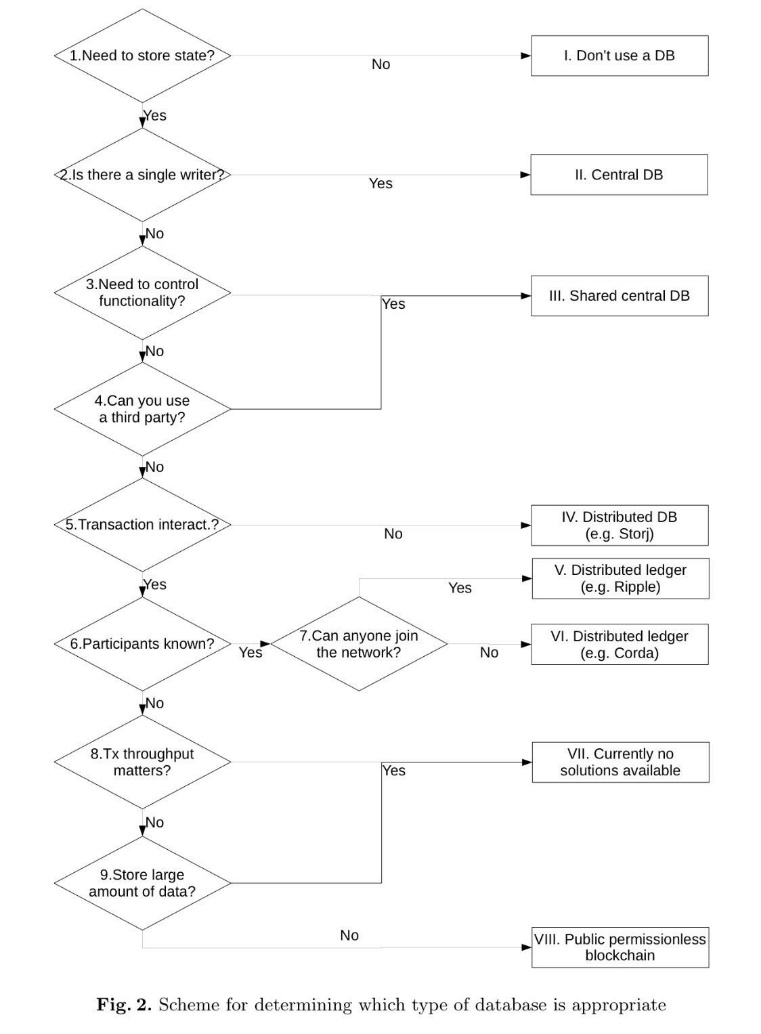 1.Need to store state?
No
I. Don't use a DB
Yes
2.Is there a single writer?
Yes
II. Central DB
No
3.Need to control
functionality?
Yes
III. Shared central DB
No
4.Can you use
a third party?
No
5.Transaction interact.?
No
IV. Distributed DB
(e.g. Storj)
Yes
V. Distributed ledger
(e.g. Ripple)
Yes
6.Participants known?
Yes
7.Can anyone join
the network?
No
VI. Distributed ledger
(e.g. Corda)
No
8.Tx throughput
matters?
Yes
VII. Currently no
solutions available
No
9.Store large
amount of data?
No
VIII. Public permissionless
blockchain
Fig. 2. Scheme for determining which type of database is appropriate